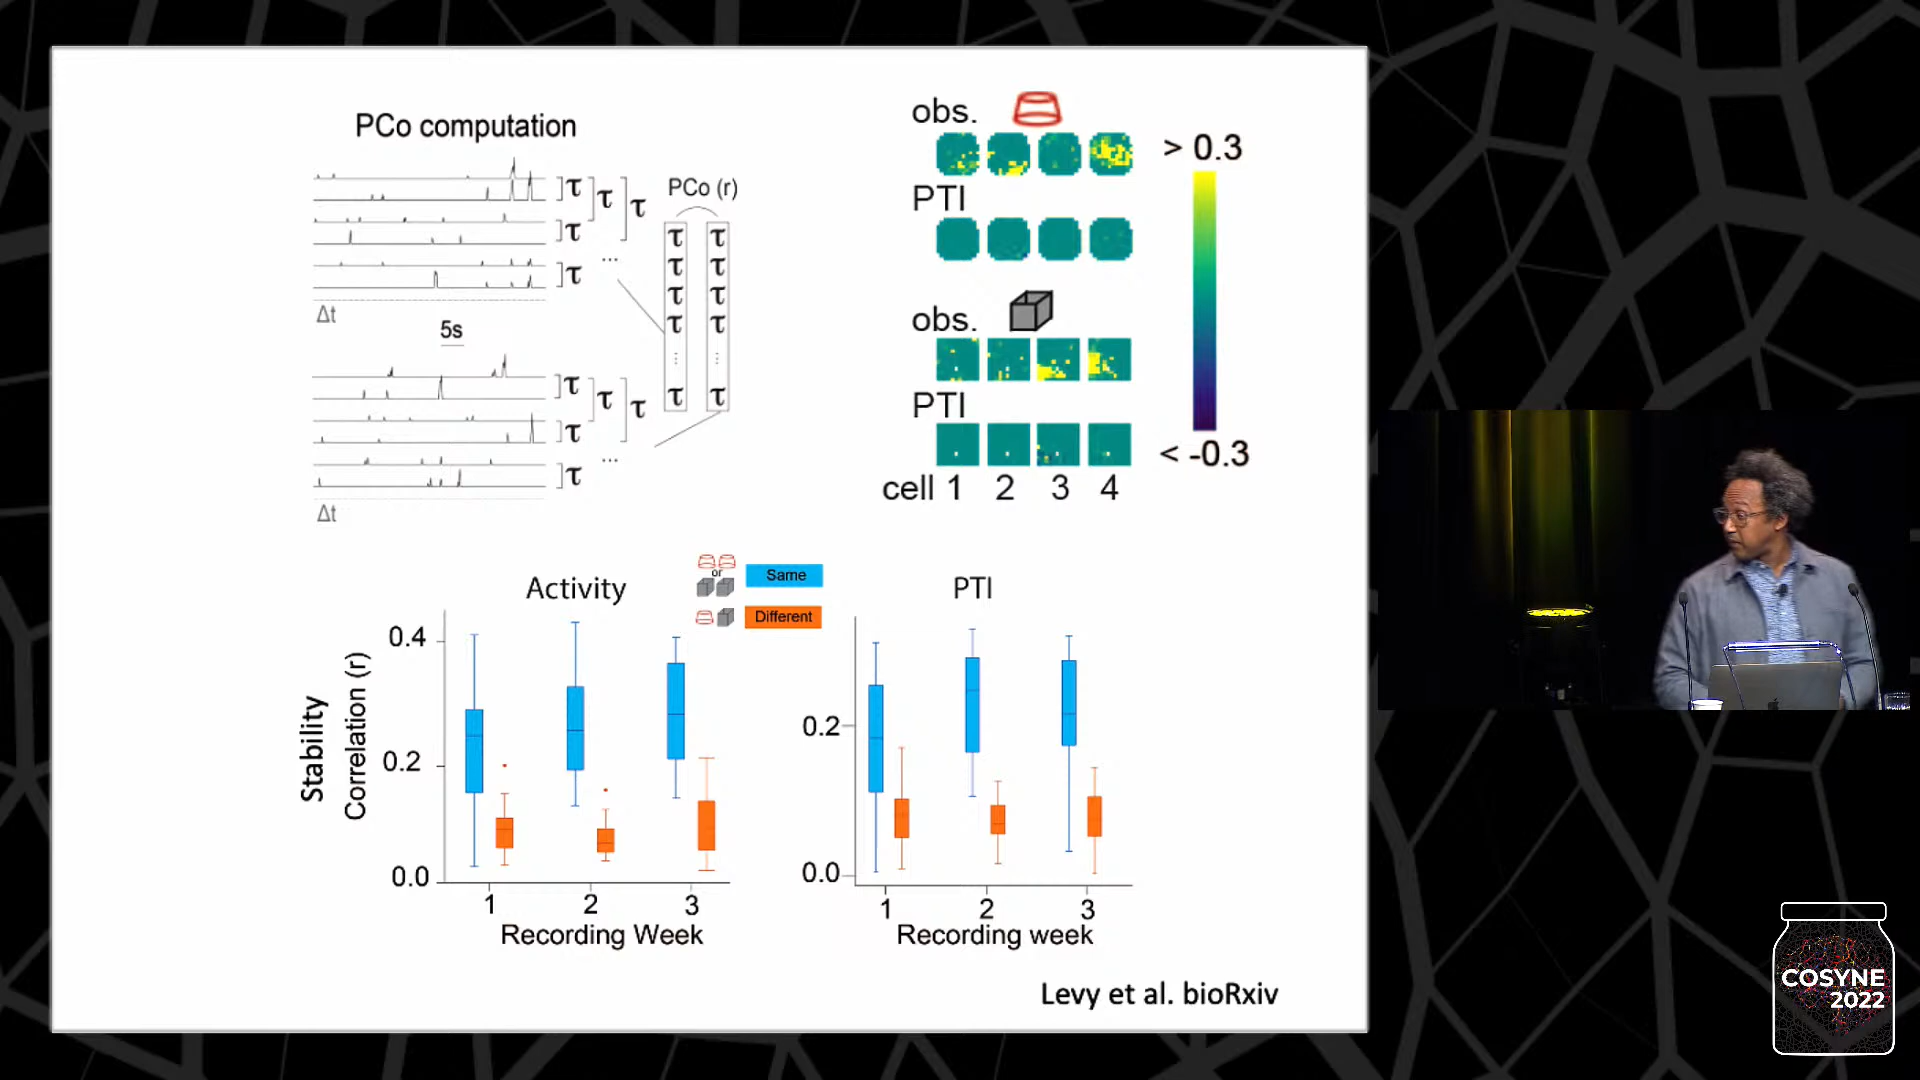 PCo computation
τ
τ
τ
τ
τ
...
PCo (r)
τ τ
τ τ
τ τ
τ τ
⋮ ⋮
τ τ
Δt
5s
τ
τ
τ
τ
τ
...
Δt
obs.
PTI
obs.
PTI
cell 1 2 3 4
> 0.3
< -0.3
Activity
or
Same
Different
Stability
Correlation (r)
0.4
0.2
0.0
1 2 3
Recording Week
PTI
0.2
0.0
1 2 3
Recording week
Levy et al. bioRxiv
COSYNE
2022